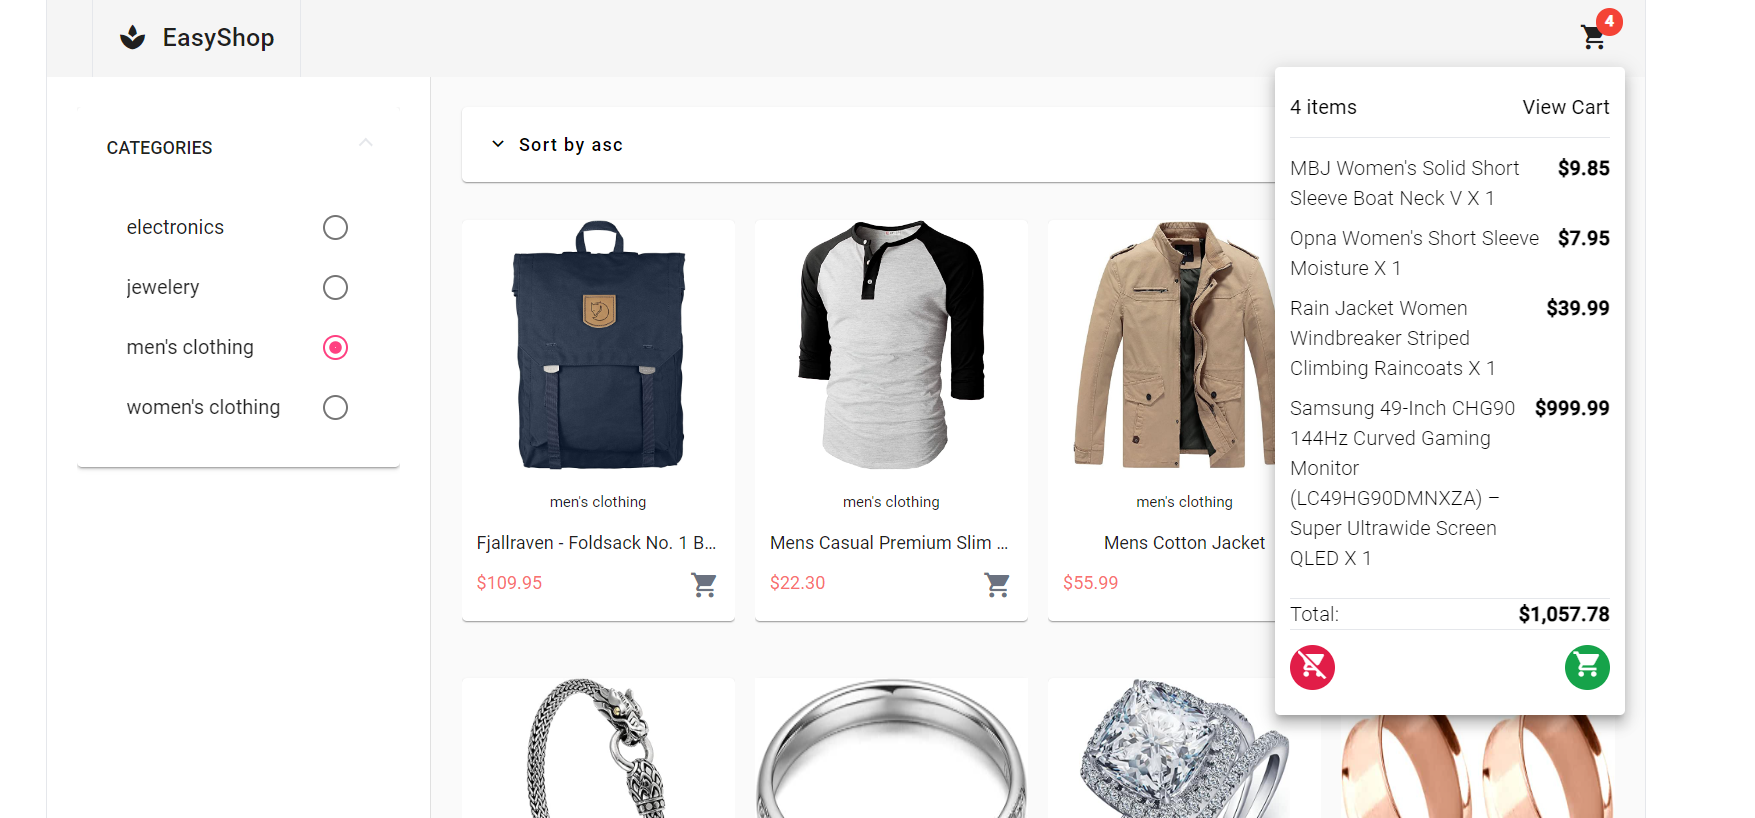 EasyShop
4
CATEGORIES
electronics
jewelery
men's clothing
women's clothing
Sort by asc
men's clothing
Fjallraven - Foldsack No. 1 B...
$109.95
men's clothing
Mens Casual Premium Slim ...
$22.30
men's clothing
Mens Cotton Jacket
$55.99
4 items
View Cart
MBJ Women's Solid Short
Sleeve Boat Neck V X 1
$9.85
Opna Women's Short Sleeve
Moisture X 1
$7.95
Rain Jacket Women
Windbreaker Striped
Climbing Raincoats X 1
$39.99
Samsung 49-Inch CHG90
144Hz Curved Gaming
Monitor
(LC49HG90DMNXZA) –
Super Ultrawide Screen
QLED X 1
$999.99
Total:
$1,057.78